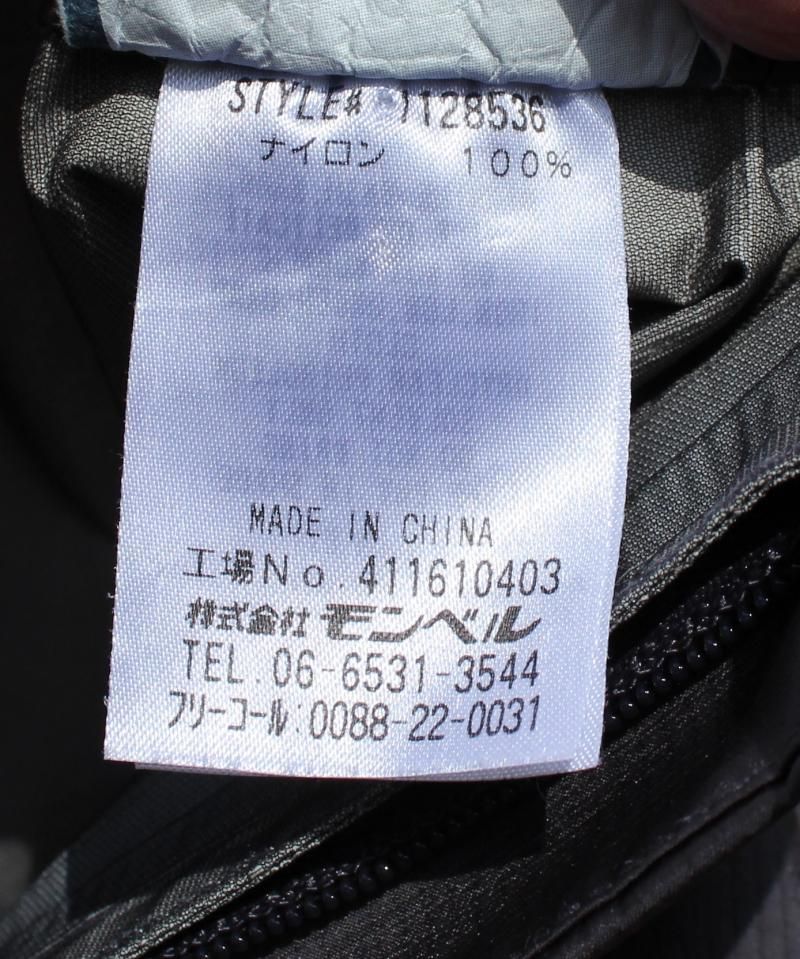 STYLE# 1128536
ナイロン 100%
MADE IN CHINA
工場No.411610403
株式会社モンベル
TEL.06-6531-3544
フリーコール:0088-22-0031